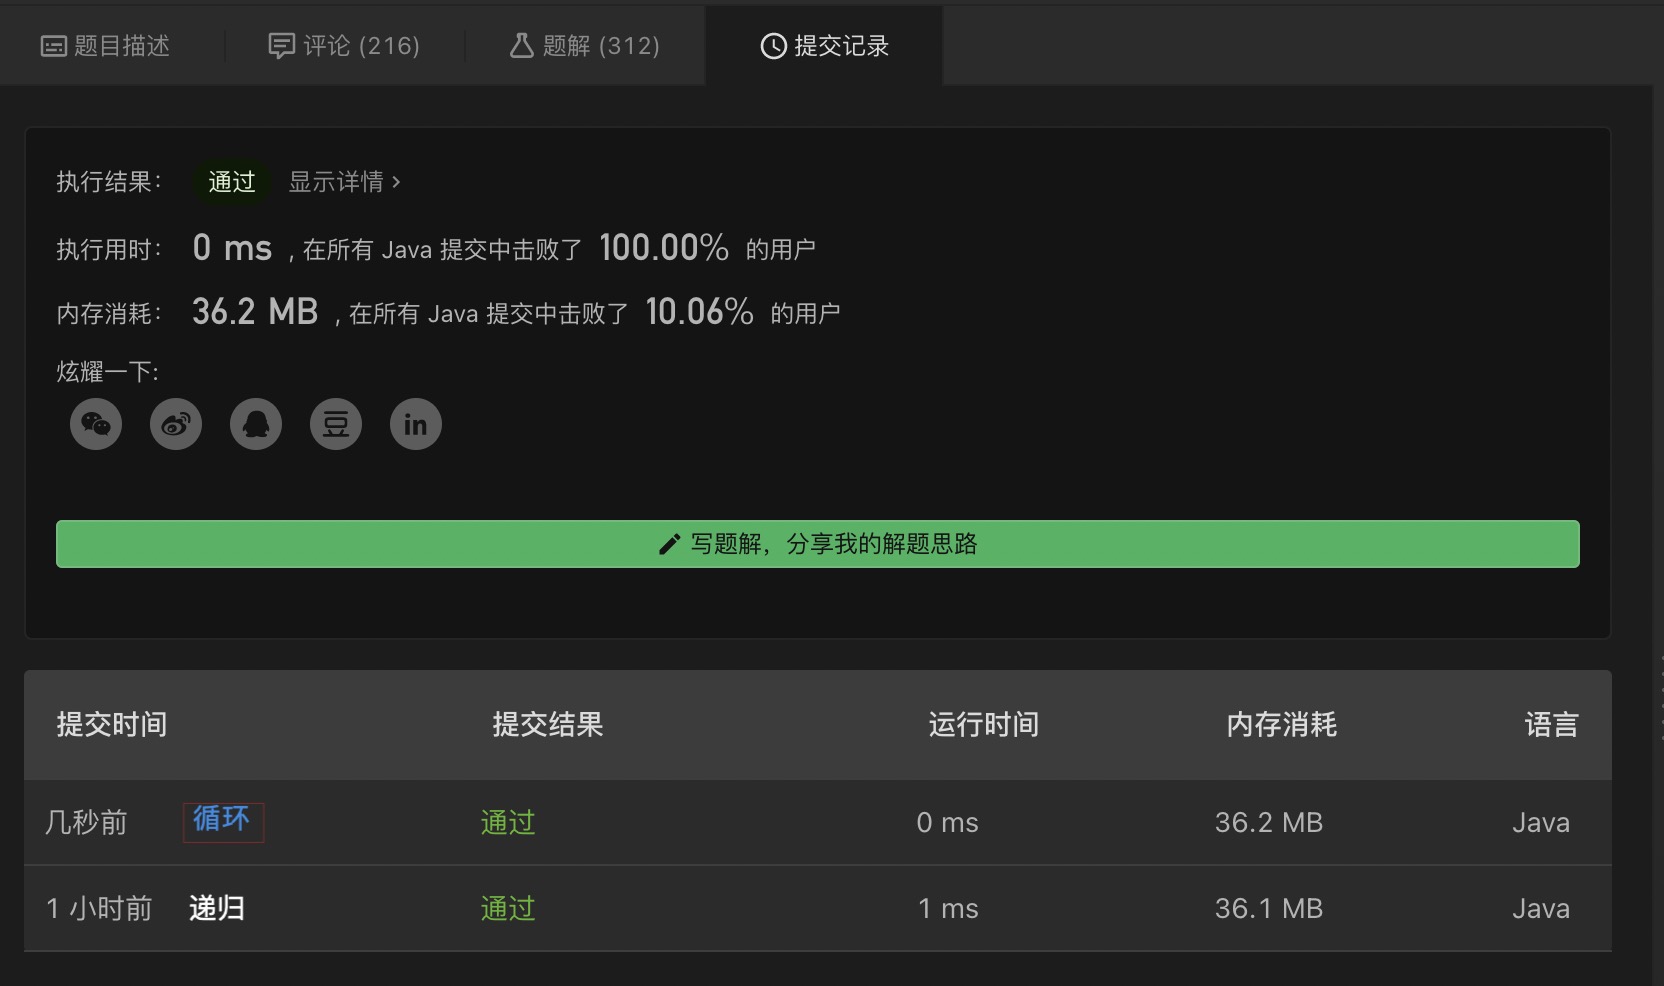 题目描述 评论 (216) 题解 (312) 提交记录
执行结果： 通过 显示详情 >
执行用时： 0 ms , 在所有 Java 提交中击败了 100.00% 的用户
内存消耗： 36.2 MB , 在所有 Java 提交中击败了 10.06% 的用户
炫耀一下:
豆 in
写题解，分享我的解题思路
提交时间 提交结果 运行时间 内存消耗 语言
几秒前 循环 通过 0 ms 36.2 MB Java
1 小时前 递归 通过 1 ms 36.1 MB Java